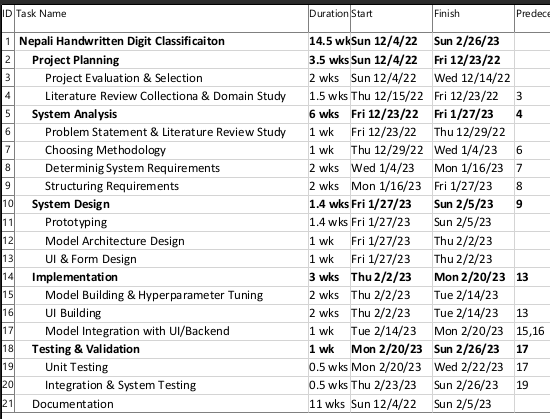 ID Task Name Duration Start Finish Predece
1 Nepali Handwritten Digit Classificaiton 14.5 wk Sun 12/4/22 Sun 2/26/23
2 Project Planning 3.5 wks Sun 12/4/22 Fri 12/23/22
3 Project Evaluation & Selection 2 wks Sun 12/4/22 Wed 12/14/22
4 Literature Review Collectiona & Domain Study 1.5 wks Thu 12/15/22 Fri 12/23/22 3
5 System Analysis 6 wks Fri 12/23/22 Fri 1/27/23 4
6 Problem Statement & Literature Review Study 1 wk Fri 12/23/22 Thu 12/29/22
7 Choosing Methodology 1 wk Thu 12/29/22 Wed 1/4/23 6
8 Determinig System Requirements 2 wks Wed 1/4/23 Mon 1/16/23 7
9 Structuring Requirements 2 wks Mon 1/16/23 Fri 1/27/23 8
10 System Design 1.4 wks Fri 1/27/23 Sun 2/5/23 9
11 Prototyping 1.4 wks Fri 1/27/23 Sun 2/5/23
12 Model Architecture Design 1 wk Fri 1/27/23 Thu 2/2/23
13 UI & Form Design 1 wk Fri 1/27/23 Thu 2/2/23
14 Implementation 3 wks Thu 2/2/23 Mon 2/20/23 13
15 Model Building & Hyperparameter Tuning 2 wks Thu 2/2/23 Tue 2/14/23
16 UI Building 2 wks Thu 2/2/23 Tue 2/14/23 13
17 Model Integration with UI/Backend 1 wk Tue 2/14/23 Mon 2/20/23 15,16
18 Testing & Validation 1 wk Mon 2/20/23 Sun 2/26/23 17
19 Unit Testing 0.5 wks Mon 2/20/23 Wed 2/22/23 17
20 Integration & System Testing 0.5 wks Thu 2/23/23 Sun 2/26/23 19
21 Documentation 11 wks Sun 12/4/22 Sun 2/5/23